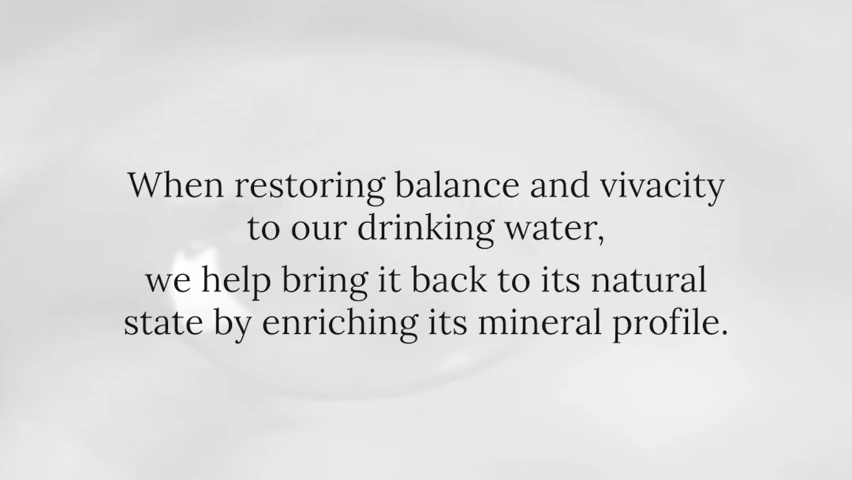 When restoring balance and vivacity
to our drinking water,
we help bring it back to its natural
state by enriching its mineral profile.